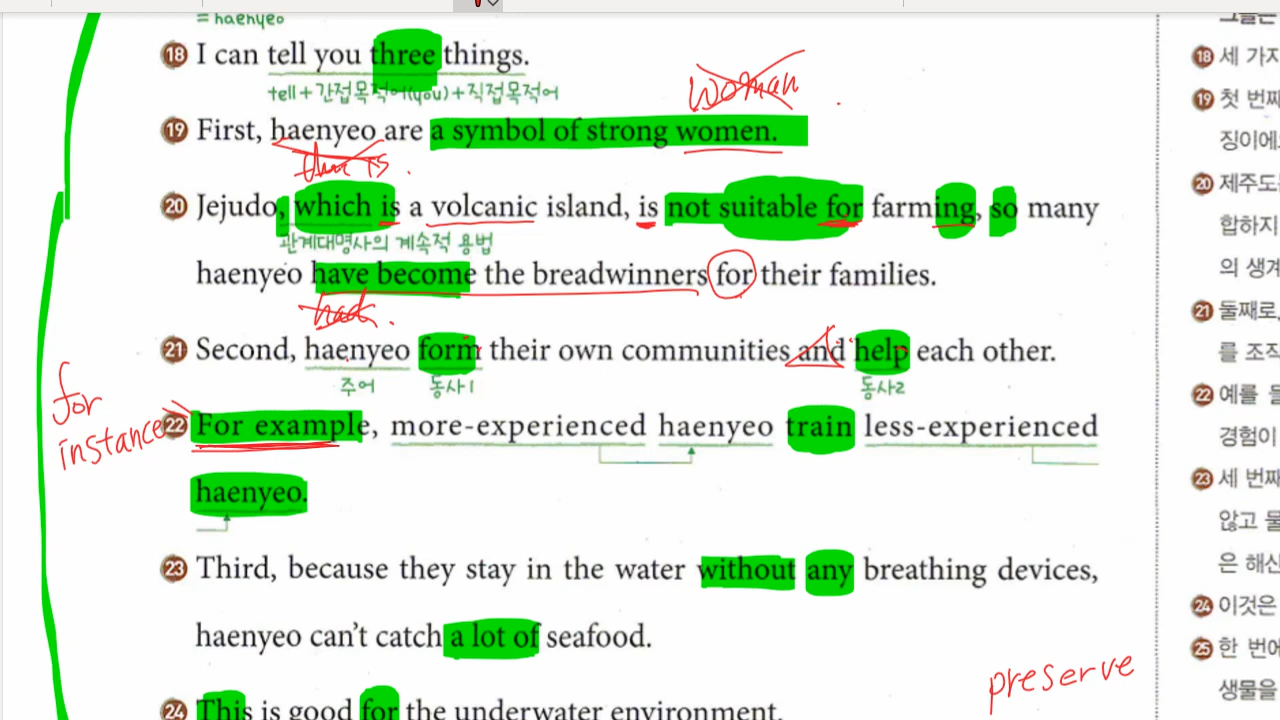 = haenyeo
⑱ I can tell you three things.
tell + 간접목적어(you) + 직접목적어
woman
⑲ First, haenyeo are a symbol of strong women.
that is
⑳ Jejudo, which is a volcanic island, is not suitable for farming, so many
관계대명사의 계속적 용법
haenyeo have become the breadwinners for their families.
had
㉑ Second, haenyeo form their own communities and help each other.
주어 동사1 동사2
for
instance
㉒ For example, more-experienced haenyeo train less-experienced
haenyeo.
㉓ Third, because they stay in the water without any breathing devices,
haenyeo can't catch a lot of seafood.
preserve
㉔ This is good for the underwater environment.
그들은
⑱ 세 가지
⑲ 첫 번째
징이에
⑳ 제주도
합하지
의 생계
㉑ 둘째로,
를 조직
㉒ 예를 들
경험이
㉓ 세 번째
않고 물
은 해산
㉔ 이것은
㉕ 한 번에
생물을